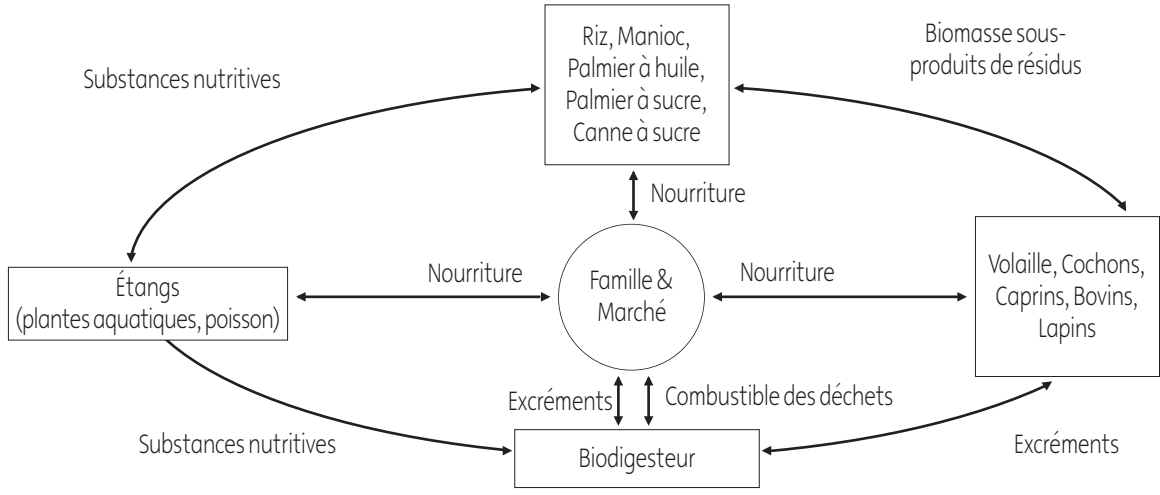 Riz, Manioc,
Palmier à huile,
Palmier à sucre,
Canne à sucre
Biomasse sous-
produits de résidus
Substances nutritives
Nourriture
Étangs
(plantes aquatiques, poisson)
Nourriture
Famille &
Marché
Nourriture
Volaille, Cochons,
Caprins, Bovins,
Lapins
Excréments
Combustible des déchets
Substances nutritives
Biodigesteur
Excréments